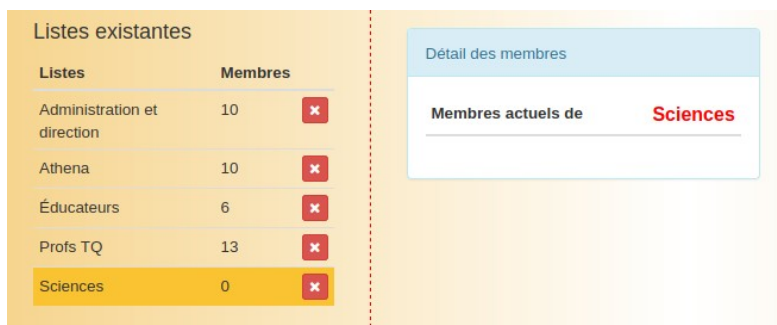 Listes existantes
Listes Membres
Administration et 10
direction
Athena 10
Éducateurs 6
Profs TQ 13
Sciences 0
Détail des membres
Membres actuels de Sciences